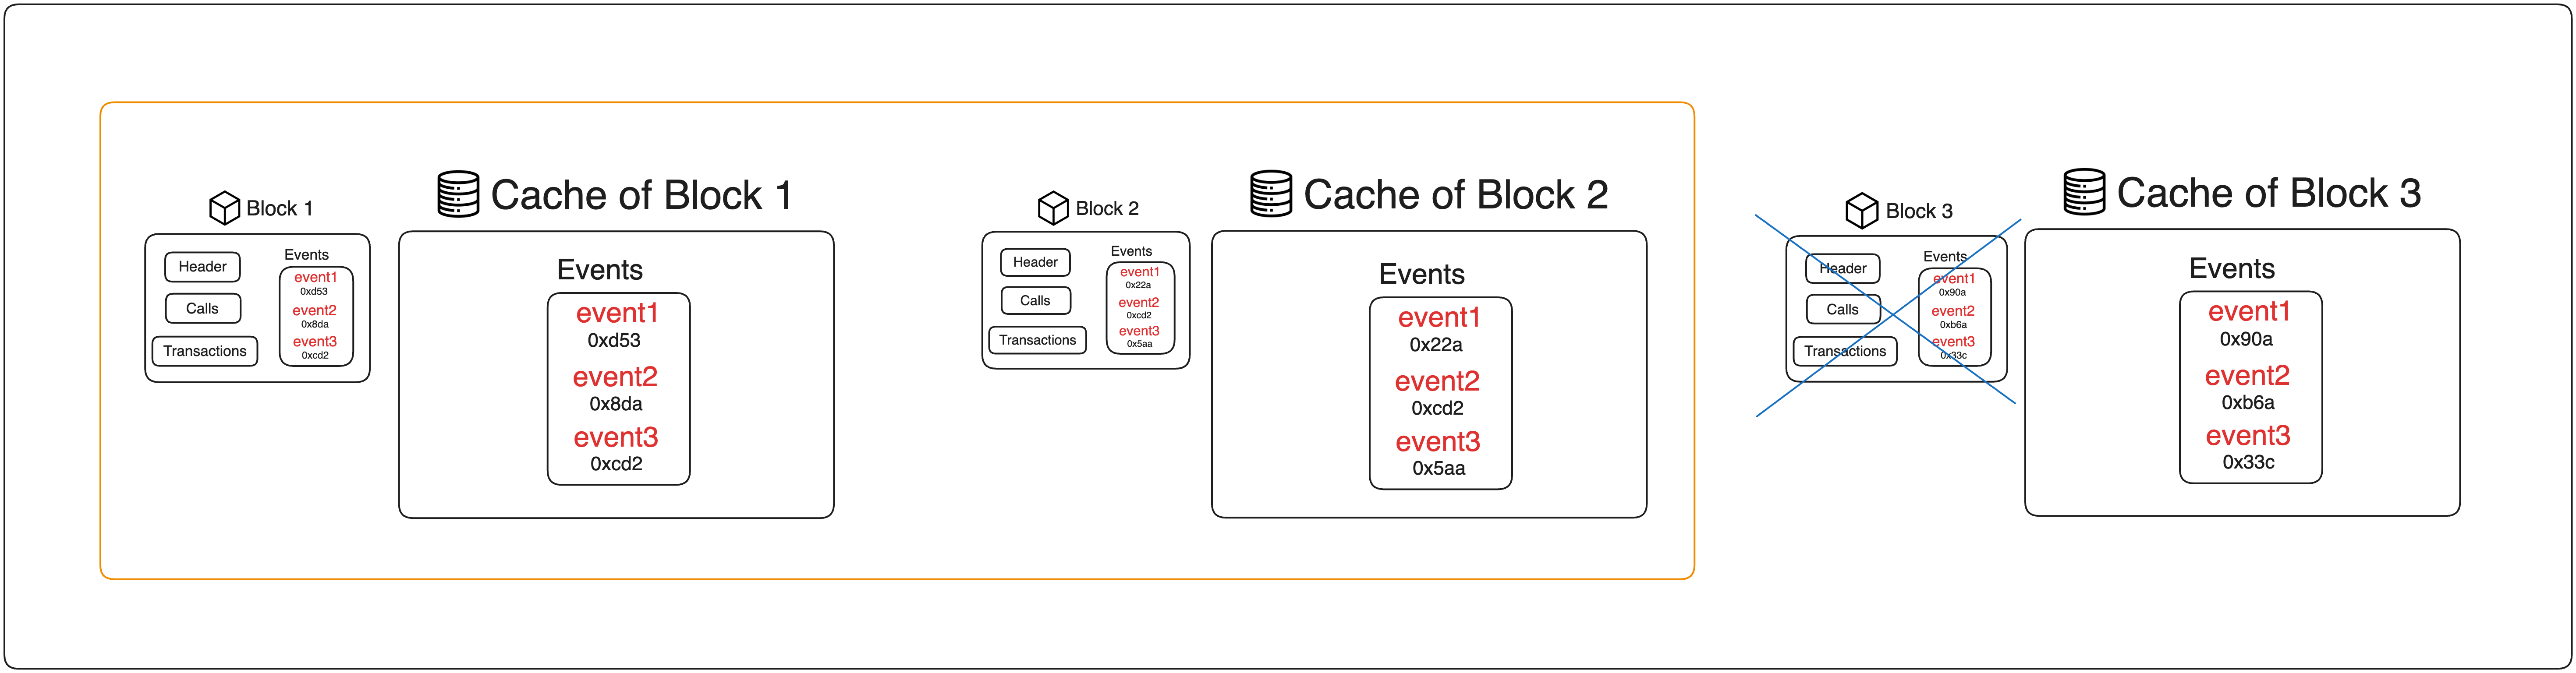 Block 1
Header
Calls
Transactions
Events
event1
0xd53
event2
0x8da
event3
0xcd2
Cache of Block 1
Events
event1
0xd53
event2
0x8da
event3
0xcd2
Block 2
Header
Calls
Transactions
Events
event1
0x22a
event2
0xcd2
event3
0x5aa
Cache of Block 2
Events
event1
0x22a
event2
0xcd2
event3
0x5aa
Block 3
Header
Calls
Transactions
Events
event1
0x90a
event2
0xb6a
event3
0x33c
Cache of Block 3
Events
event1
0x90a
event2
0xb6a
event3
0x33c